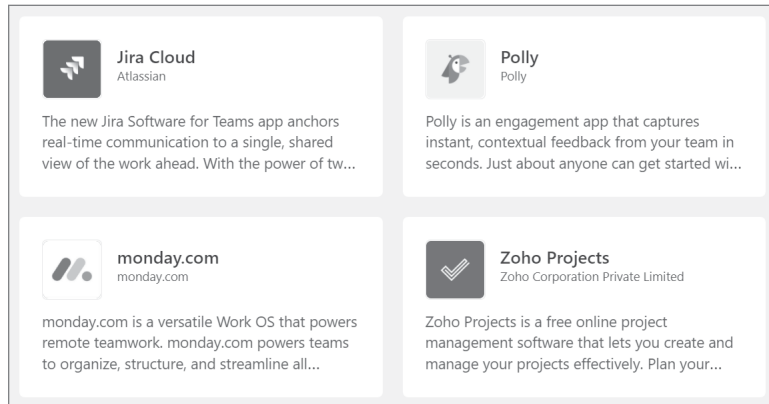 Jira Cloud
Atlassian
The new Jira Software for Teams app anchors
real-time communication to a single, shared
view of the work ahead. With the power of tw...
Polly
Polly
Polly is an engagement app that captures
instant, contextual feedback from your team in
seconds. Just about anyone can get started wi...
monday.com
monday.com
monday.com is a versatile Work OS that powers
remote teamwork. monday.com powers teams
to organize, structure, and streamline all...
Zoho Projects
Zoho Corporation Private Limited
Zoho Projects is a free online project
management software that lets you create and
manage your projects effectively. Plan your...